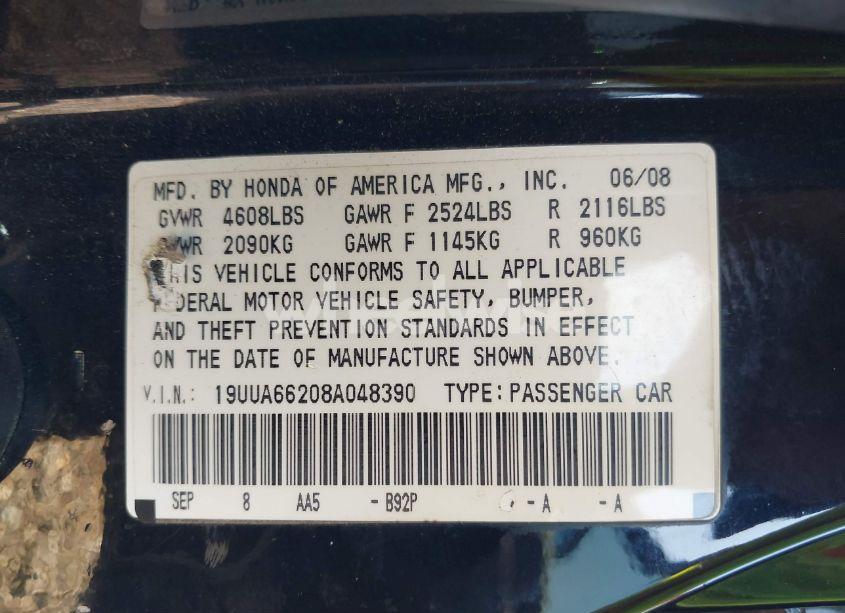 MFD. BY HONDA OF AMERICA MFG., INC. 06/08
GVWR 4608LBS GAWR F 2524LBS R 2116LBS
2090KG GAWR F 1145KG R 960KG
VEHICLE CONFORMS TO ALL APPLICABLE
MOTOR VEHICLE SAFETY, BUMPER,
AND THEFT PREVENTION STANDARDS IN EFFECT
ON THE DATE OF MANUFACTURE SHOWN ABOVE.
V.I.N.: 19UUA66208A048390 TYPE: PASSENGER CAR
SEP 8 AA5 - B92P - A - A